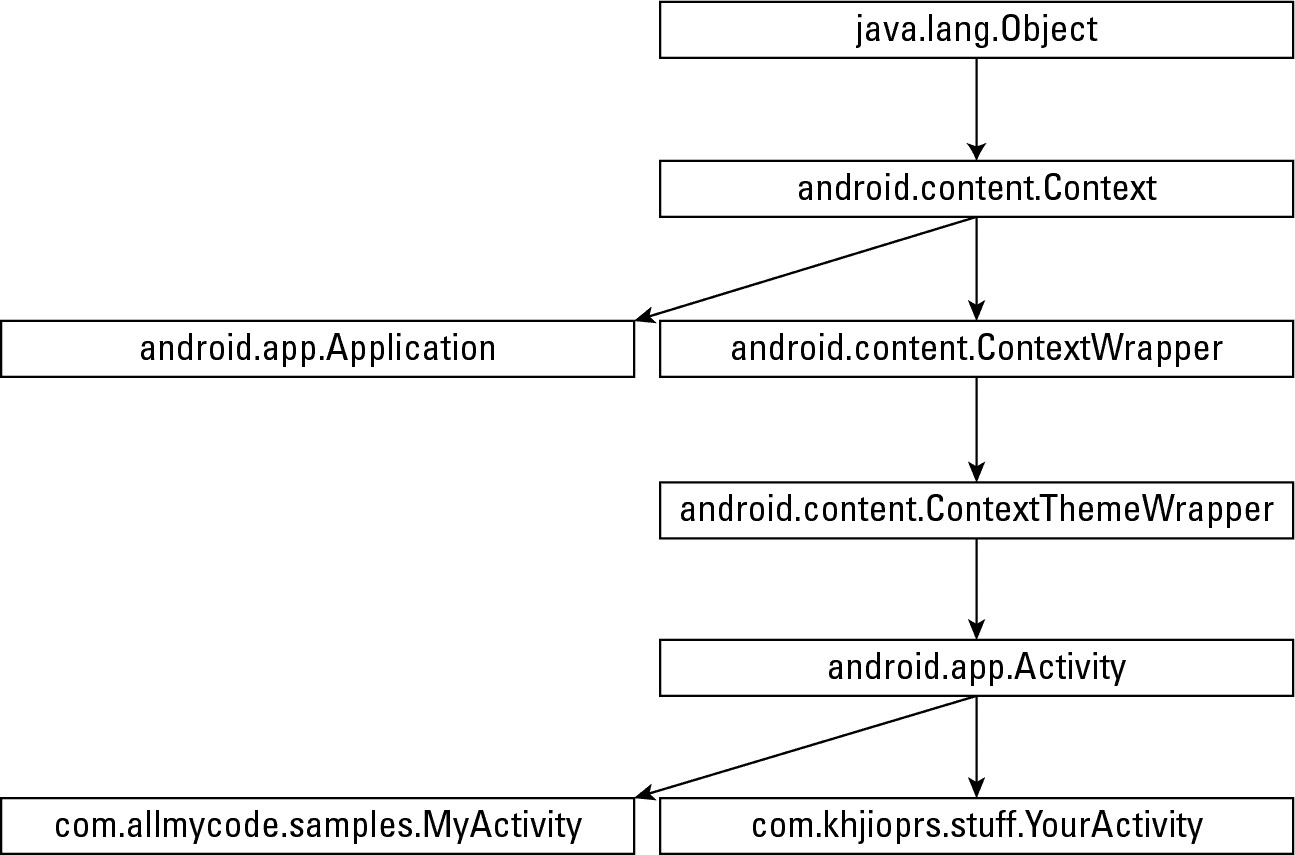 java.lang.Object
android.content.Context
android.app.Application
android.content.ContextWrapper
android.content.ContextThemeWrapper
android.app.Activity
com.allmycode.samples.MyActivity
com.khjioprs.stuff.YourActivity